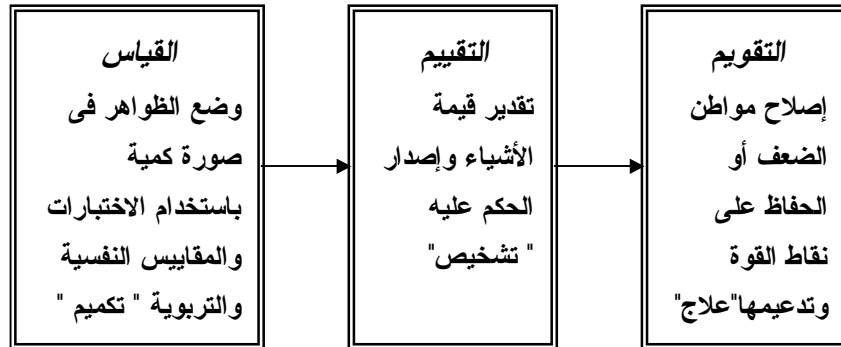 القياس
وضع الظواهر فى
صورة كمية
باستخدام الاختبارات
والمقاييس النفسية
والتربوية " تكميم "
التقييم
تقدير قيمة
الأشياء وإصدار
الحكم عليه
" تشخيص"
التقويم
إصلاح مواطن
الضعف أو
الحفاظ على
نقاط القوة
وتدعيمها"علاج"